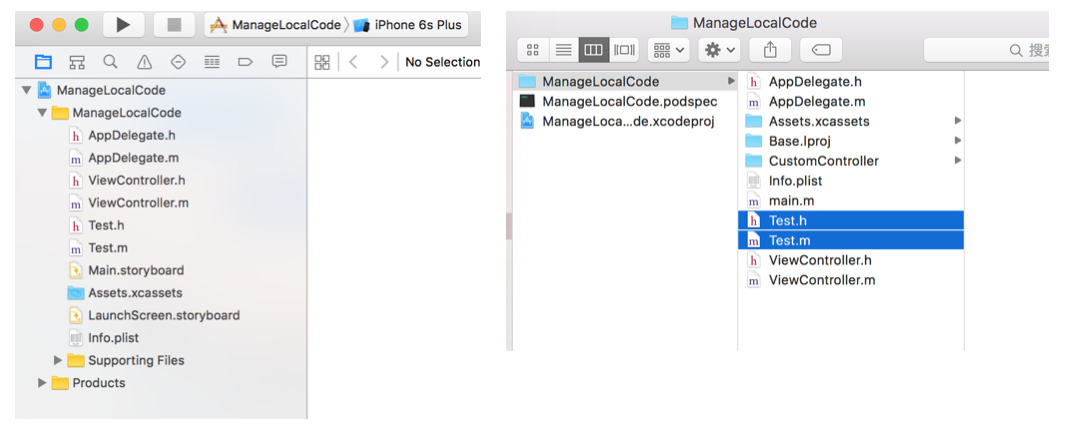 ManageLocalCode
iPhone 6s Plus
No Selection
ManageLocalCode
ManageLocalCode
AppDelegate.h
AppDelegate.m
ViewController.h
ViewController.m
Test.h
Test.m
Main.storyboard
Assets.xcassets
LaunchScreen.storyboard
Info.plist
Supporting Files
Products
ManageLocalCode
搜索
ManageLocalCode
ManageLocalCode.podspec
ManageLoca...de.xcodeproj
AppDelegate.h
AppDelegate.m
Assets.xcassets
Base.lproj
CustomController
Info.plist
main.m
Test.h
Test.m
ViewController.h
ViewController.m